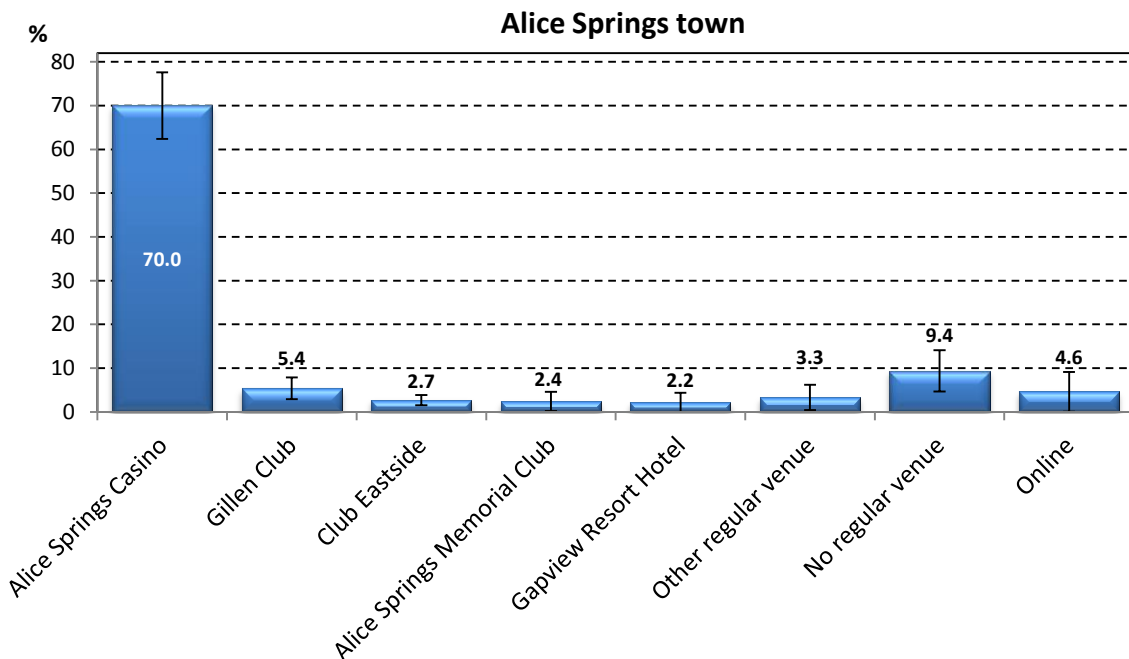 Alice Springs town
%
80
70
60
50
40
30
20
10
0
70.0
5.4
2.7
2.4
2.2
3.3
9.4
4.6
Alice Springs Casino
Gillen Club
Club Eastside
Alice Springs Memorial Club
Gapview Resort Hotel
Other regular venue
No regular venue
Online